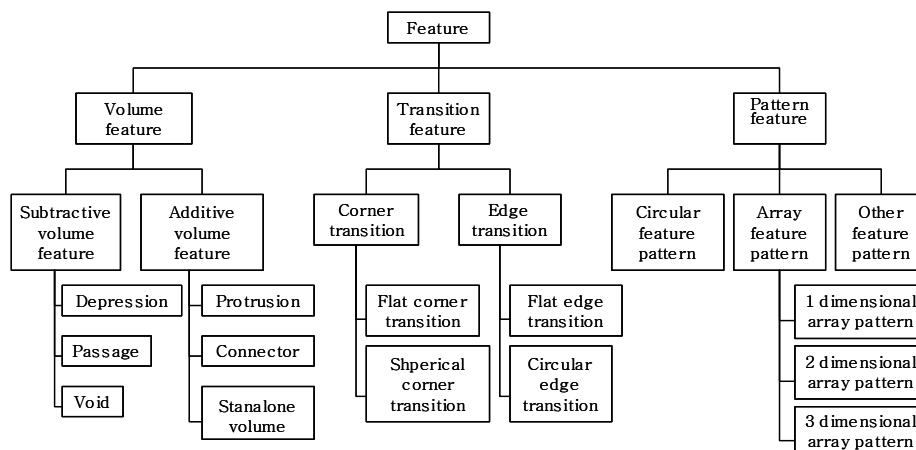 Feature
Volume
feature
Transition
feature
Pattern
feature
Subtractive
volume
feature
Additive
volume
feature
Corner
transition
Edge
transition
Circular
feature
pattern
Array
feature
pattern
Other
feature
pattern
Depression
Passage
Void
Protrusion
Connector
Stanalone
volume
Flat corner
transition
Shperical
corner
transition
Flat edge
transition
Circular
edge
transition
1 dimensional
array pattern
2 dimensional
array pattern
3 dimensional
array pattern